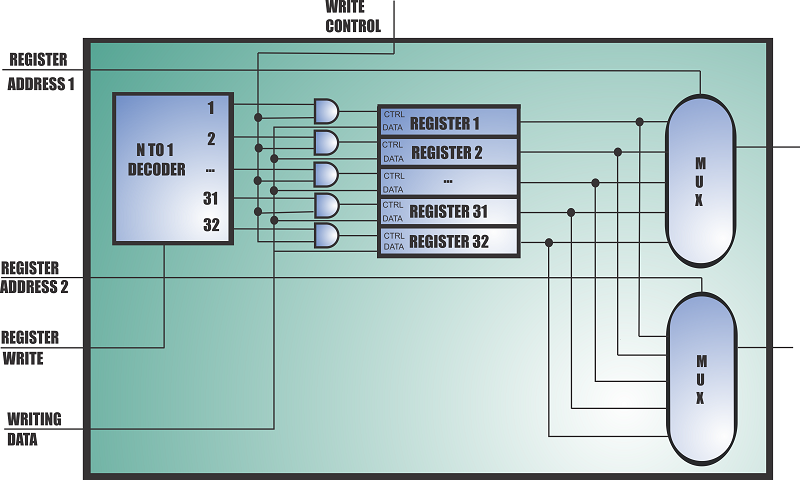 WRITE
CONTROL
REGISTER
ADDRESS 1
N TO 1
DECODER
1
2
...
31
32
CTRL
DATA
REGISTER 1
CTRL
DATA
REGISTER 2
CTRL
DATA
...
CTRL
DATA
REGISTER 31
CTRL
DATA
REGISTER 32
M
U
X
REGISTER
ADDRESS 2
REGISTER
WRITE
WRITING
DATA
M
U
X